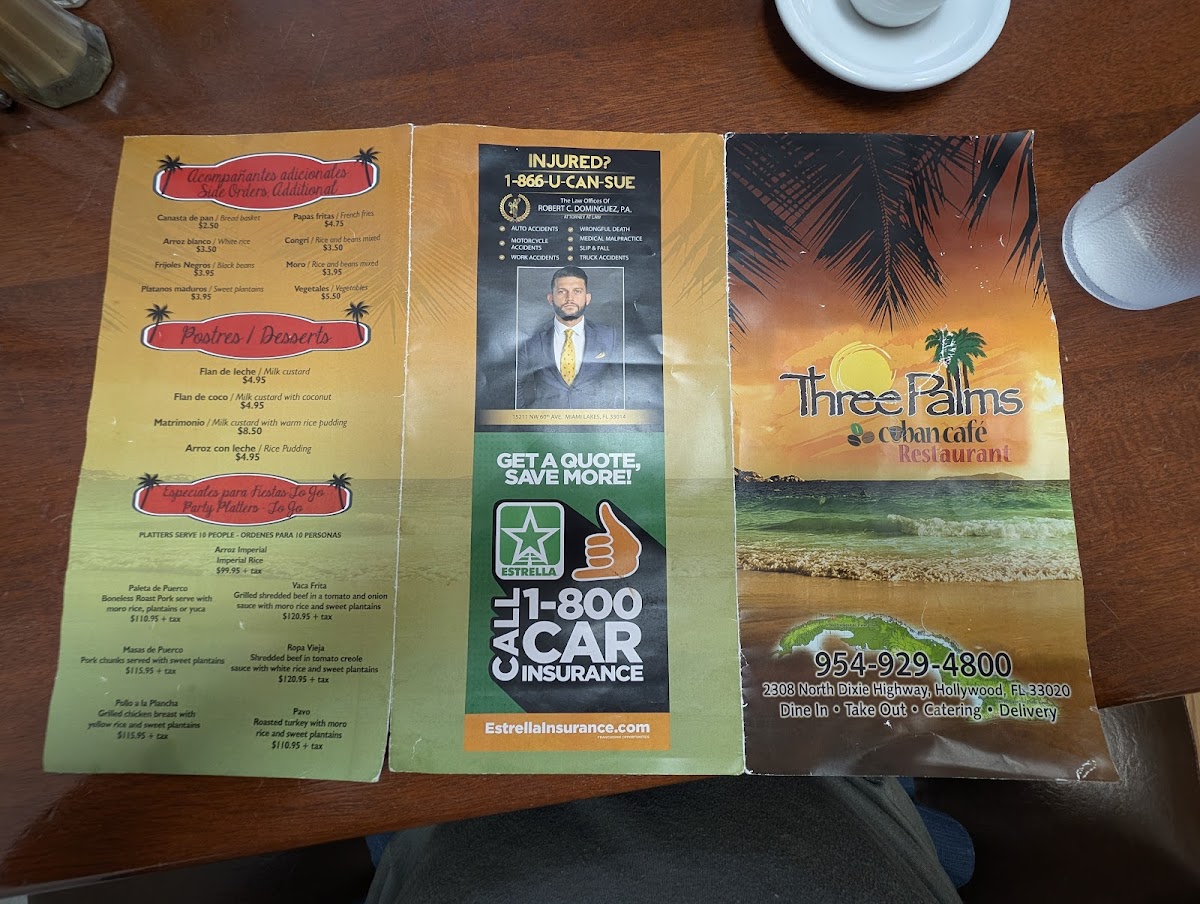 Acompañantes adicionales
Side Orders, Additional
Canasta de pan / Bread basket
$2.50
Papas fritas / French fries
$4.75
Arroz blanco / White rice
$3.50
Congri / Rice and beans mixed
$3.50
Frijoles Negros / Black beans
$3.95
Moro / Rice and beans mixed
$3.95
Platanos maduros / Sweet plantains
$3.95
Vegetales / Vegetables
$5.50
Postres / Desserts
Flan de leche / Milk custard
$4.95
Flan de coco / Milk custard with coconut
$4.95
Matrimonio / Milk custard with warm rice pudding
$8.50
Arroz con leche / Rice Pudding
$4.95
Especiales para Fiestas To Go
Party Platters - To Go
PLATTERS SERVE 10 PEOPLE - ORDENES PARA 10 PERSONAS
Arroz Imperial
Imperial Rice
$99.95 + tax
Paleta de Puerco
Boneless Roast Pork serve with
moro rice, plantains or yuca
$110.95 + tax
Vaca Frita
Grilled shredded beef in a tomato and onion
sauce with moro rice and sweet plantains
$120.95 + tax
Masas de Puerco
Pork chunks served with sweet plantains
$115.95 + tax
Ropa Vieja
Shredded beef in tomato creole
sauce with white rice and sweet plantains
$120.95 + tax
Pollo a la Plancha
Grilled chicken breast with
yellow rice and sweet plantains
$115.95 + tax
Pavo
Roasted turkey with moro
rice and sweet plantains
$110.95 + tax
INJURED?
1-866-U-CAN-SUE
The Law Offices Of
ROBERT C. DOMINGUEZ, P.A.
ATTORNEY AT LAW
AUTO ACCIDENTS
MOTORCYCLE
ACCIDENTS
WORK ACCIDENTS
WRONGFUL DEATH
MEDICAL MALPRACTICE
SLIP & FALL
TRUCK ACCIDENTS
15211 NW 60th AVE, MIAMI LAKES, FL 33014
GET A QUOTE,
SAVE MORE!
ESTRELLA
CALL
1-800
CAR
INSURANCE
EstrellaInsurance.com
FRANCHISING OPPORTUNITIES
Three Palms
cuban café
Restaurant
954-929-4800
2308 North Dixie Highway, Hollywood, FL 33020
Dine In • Take Out • Catering • Delivery